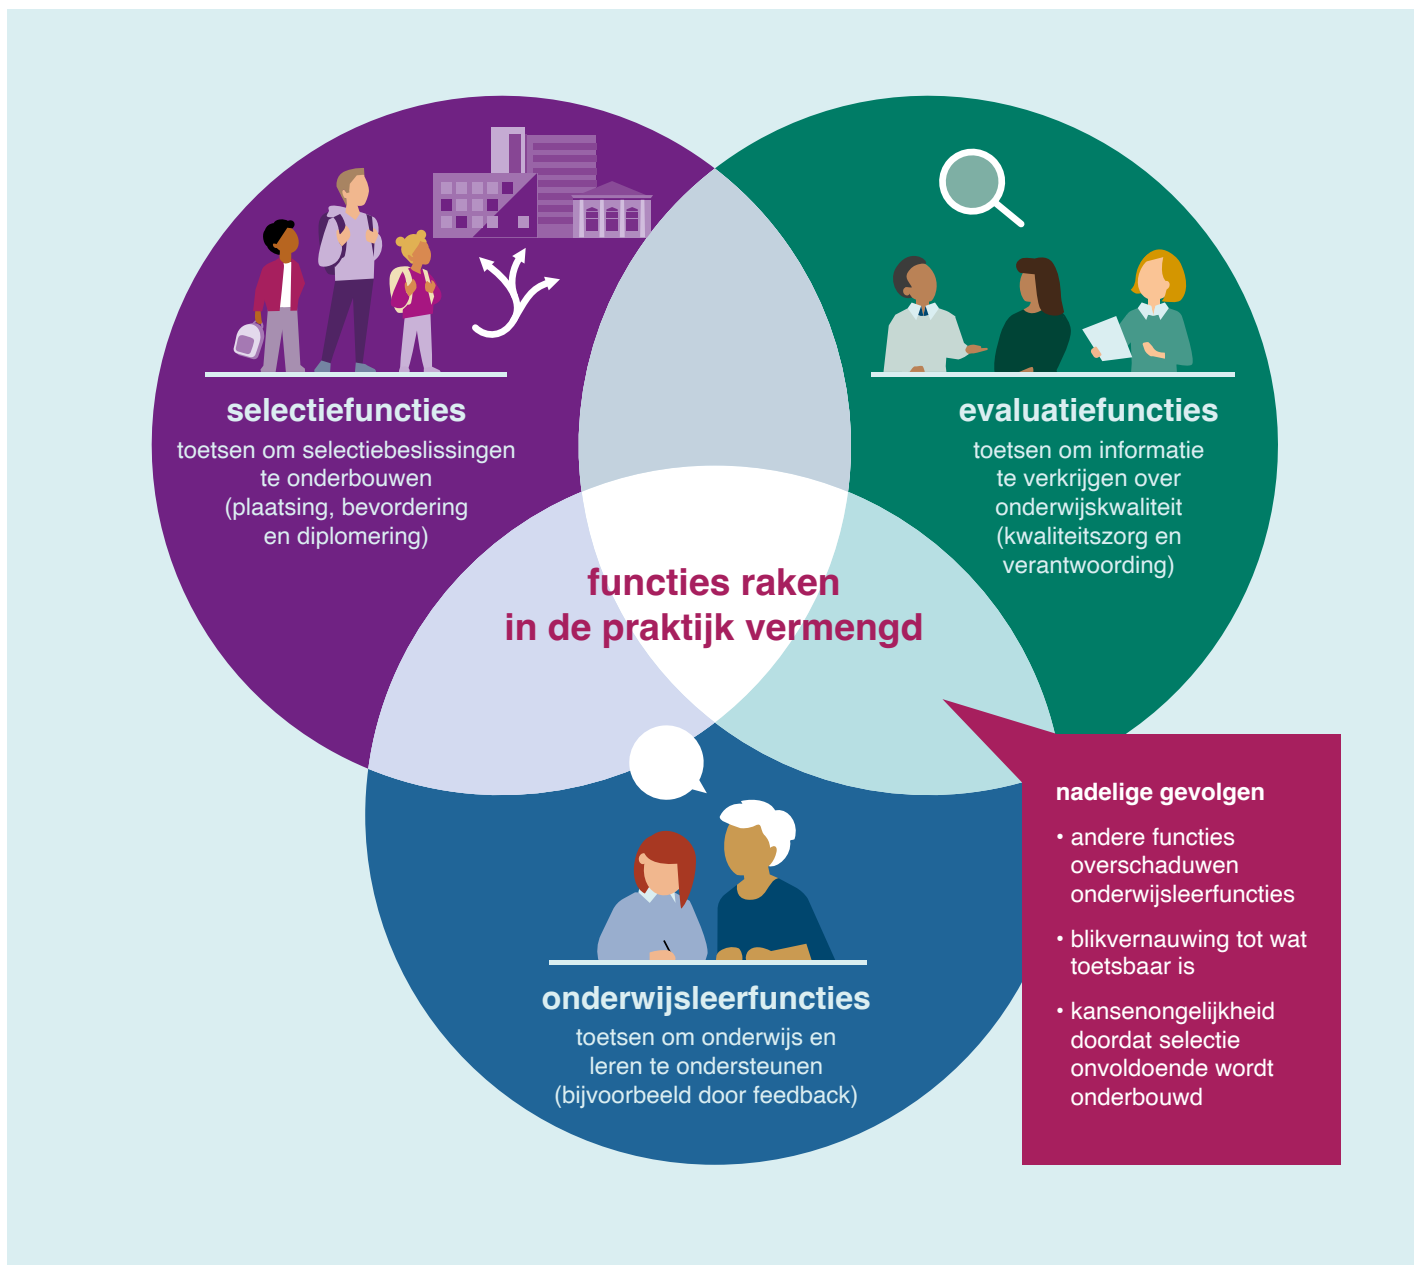 selectiefuncties
toetsen om selectiebeslissingen
te onderbouwen
(plaatsing, bevordering
en diplomering)
evaluatiefuncties
toetsen om informatie
te verkrijgen over
onderwijskwaliteit
(kwaliteitszorg en
verantwoording)
functies raken
in de praktijk vermengd
onderwijsleerfuncties
toetsen om onderwijs en
leren te ondersteunen
(bijvoorbeeld door feedback)
nadelige gevolgen
• andere functies
overschaduwen
onderwijsleerfuncties
• blikvernauwing tot wat
toetsbaar is
• kansenongelijkheid
doordat selectie
onvoldoende wordt
onderbouwd